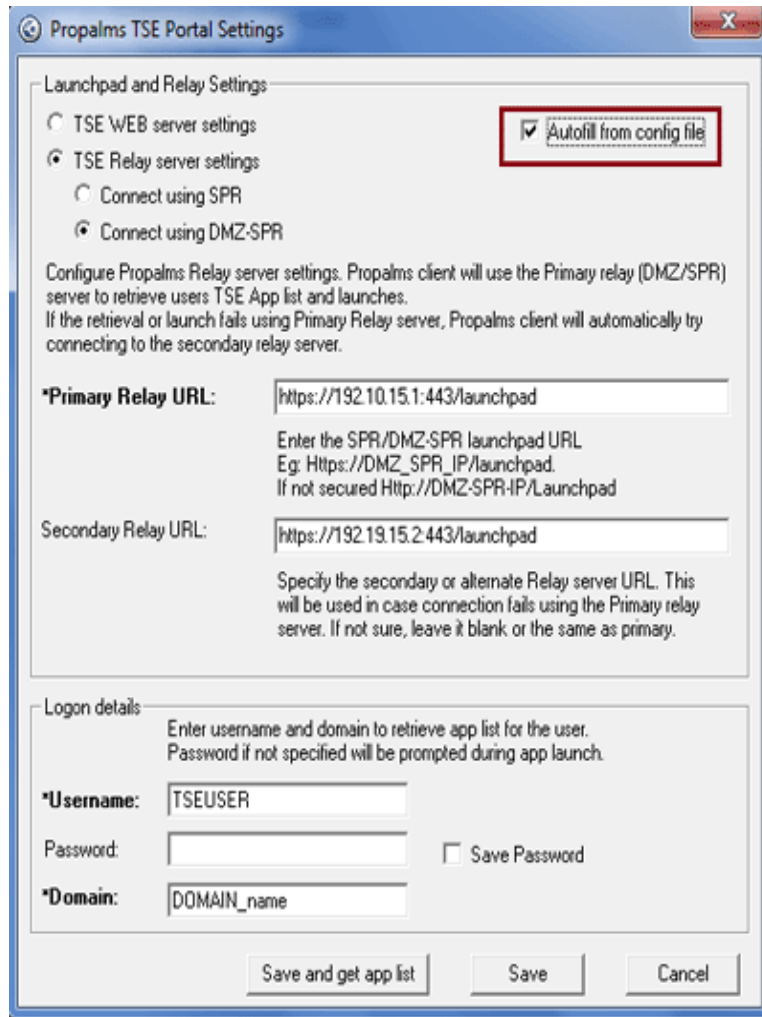 Propalms TSE Portal Settings
Launchpad and Relay Settings
TSE WEB server settings
Autofill from config file
TSE Relay server settings
Connect using SPR
Connect using DMZ-SPR
Configure Propalms Relay server settings. Propalms client will use the Primary relay (DMZ/SPR)
server to retrieve users TSE App list and launches.
If the retrieval or launch fails using Primary Relay server, Propalms client will automatically try
connecting to the secondary relay server.
*Primary Relay URL:
https://192.10.15.1:443/launchpad
Enter the SPR/DMZ-SPR launchpad URL
Eg: Https://DMZ_SPR_IP/launchpad.
If not secured Http://DMZ-SPR-IP/Launchpad
Secondary Relay URL:
https://192.19.15.2:443/launchpad
Specify the secondary or alternate Relay server URL. This
will be used in case connection fails using the Primary relay
server. If not sure, leave it blank or the same as primary.
Logon details
Enter username and domain to retrieve app list for the user.
Password if not specified will be prompted during app launch.
*Username:
TSEUSER
Password:
Save Password
*Domain:
DOMAIN_name
Save and get app list
Save
Cancel